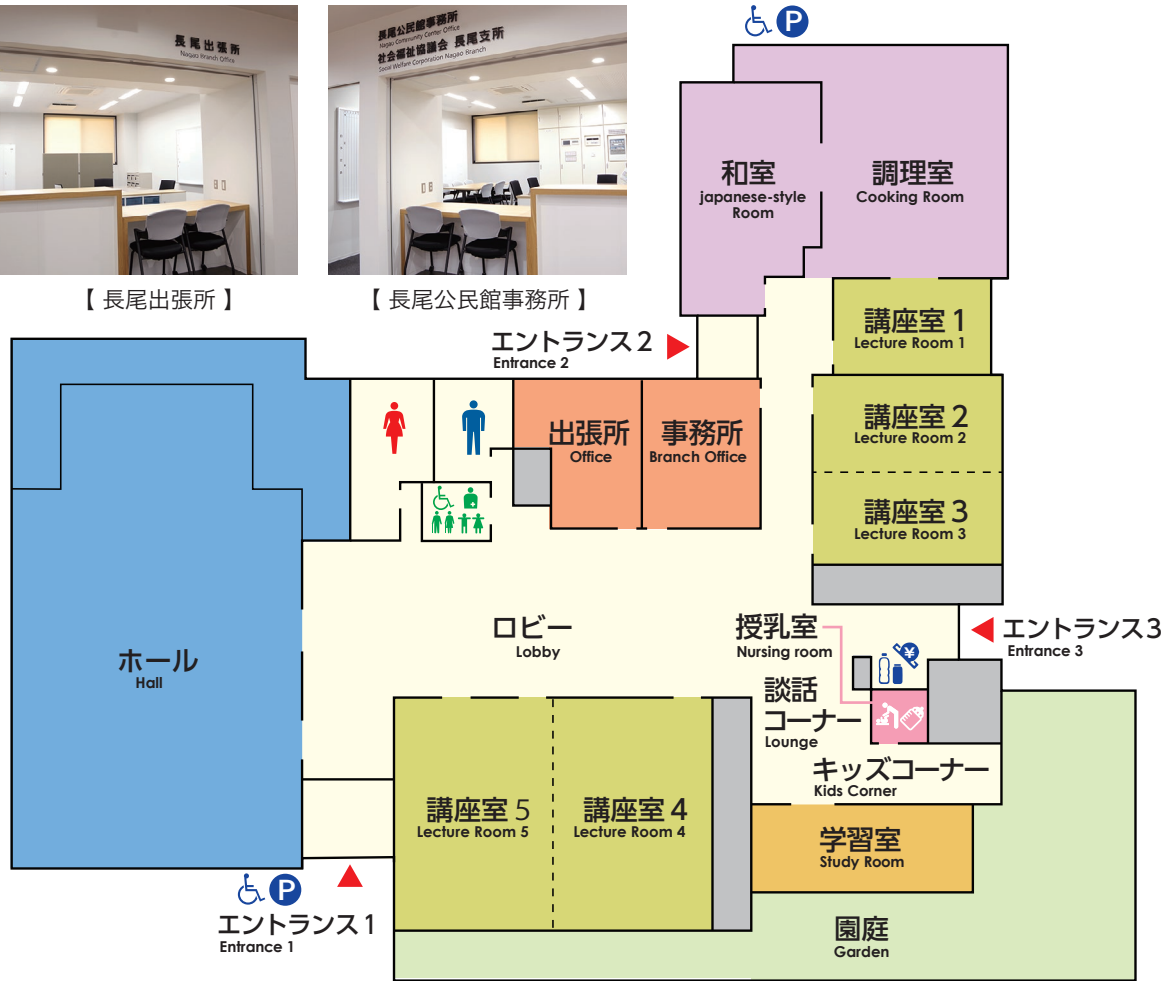 長尾出張所
Nagao Branch Office
長尾公民館事務所
Nagao Community Center Office
社会福祉協議会 長尾支所
Social Welfare Corporation Nagao Branch
【 長尾出張所 】
【 長尾公民館事務所 】
P
和室
japanese-style
Room
調理室
Cooking Room
エントランス2
Entrance 2
講座室1
Lecture Room 1
講座室2
Lecture Room 2
講座室3
Lecture Room 3
出張所
Office
事務所
Branch Office
ロビー
Lobby
ホール
Hall
授乳室
Nursing room
¥
エントランス3
Entrance 3
談話
コーナー
Lounge
キッズコーナー
Kids Corner
講座室5
Lecture Room 5
講座室4
Lecture Room 4
学習室
Study Room
P
エントランス1
Entrance 1
園庭
Garden